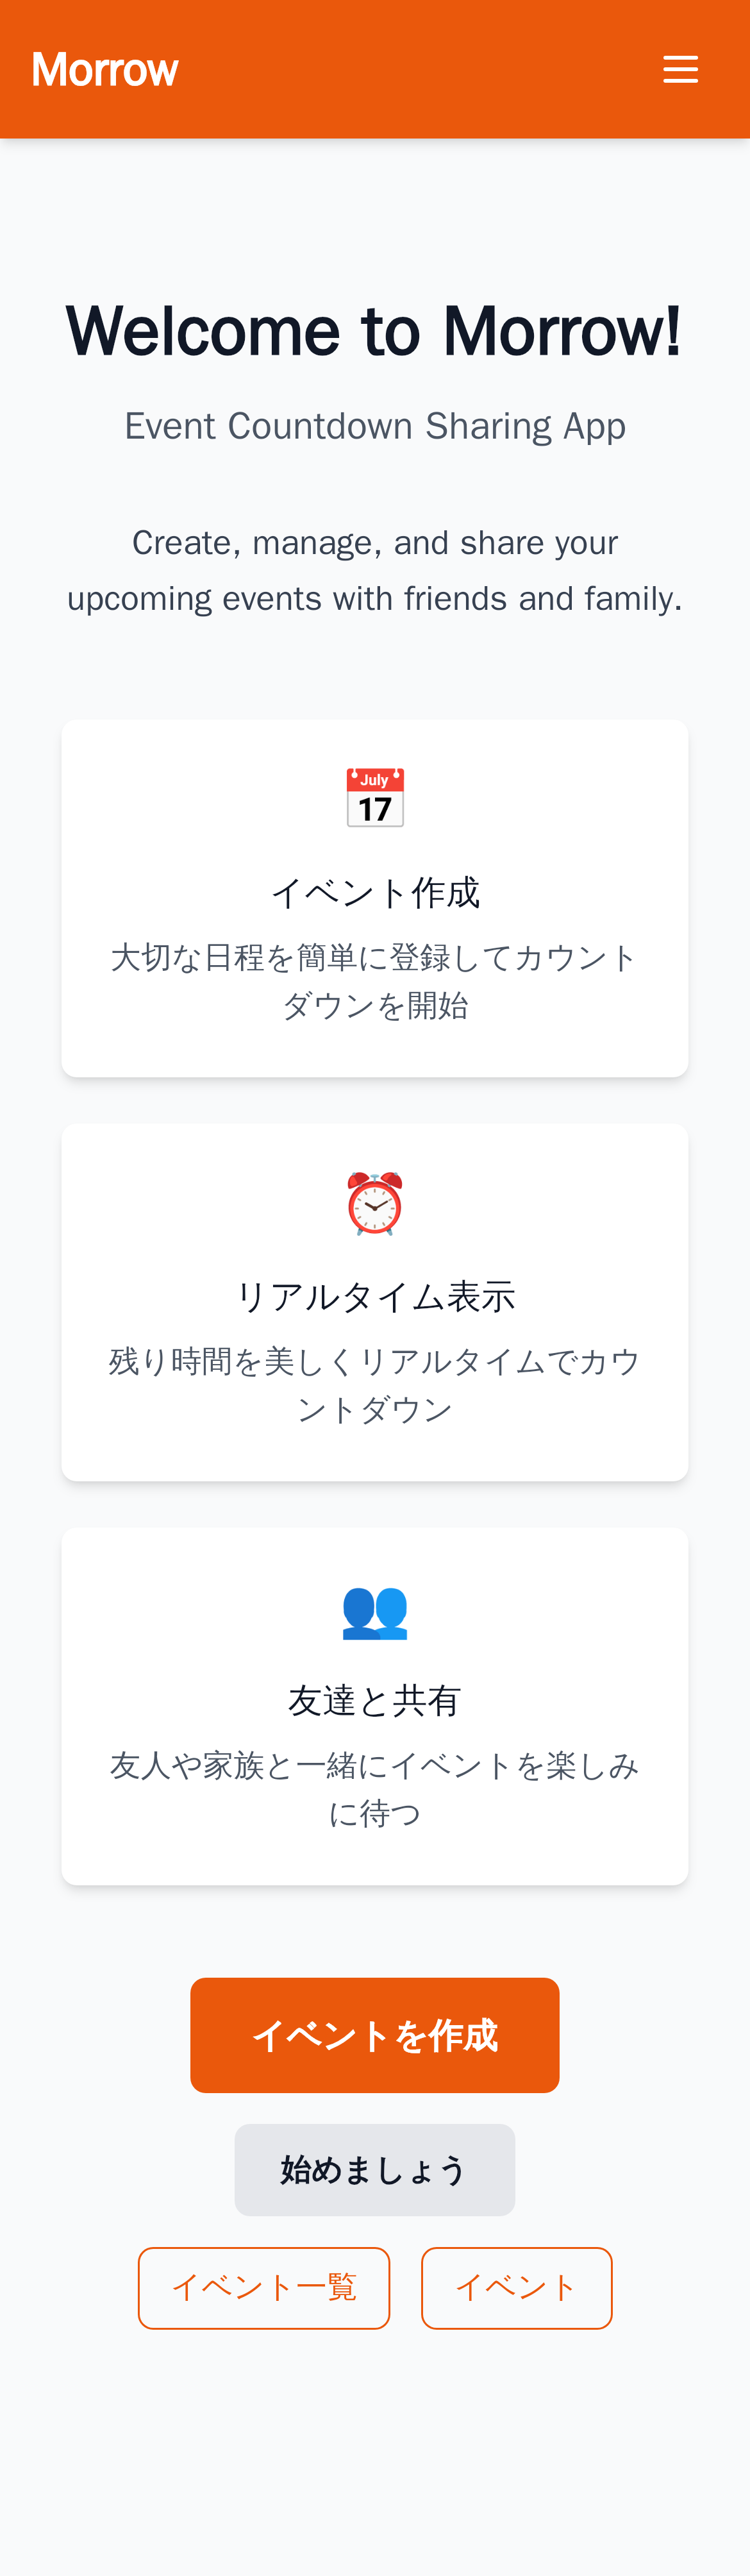 Morrow
Welcome to Morrow!
Event Countdown Sharing App
Create, manage, and share your
upcoming events with friends and family.
July
17
イベント作成
大切な日程を簡単に登録してカウント
ダウンを開始
リアルタイム表示
残り時間を美しくリアルタイムでカウ
ントダウン
友達と共有
友人や家族と一緒にイベントを楽しみ
に待つ
イベントを作成
始めましょう
イベント一覧
イベント